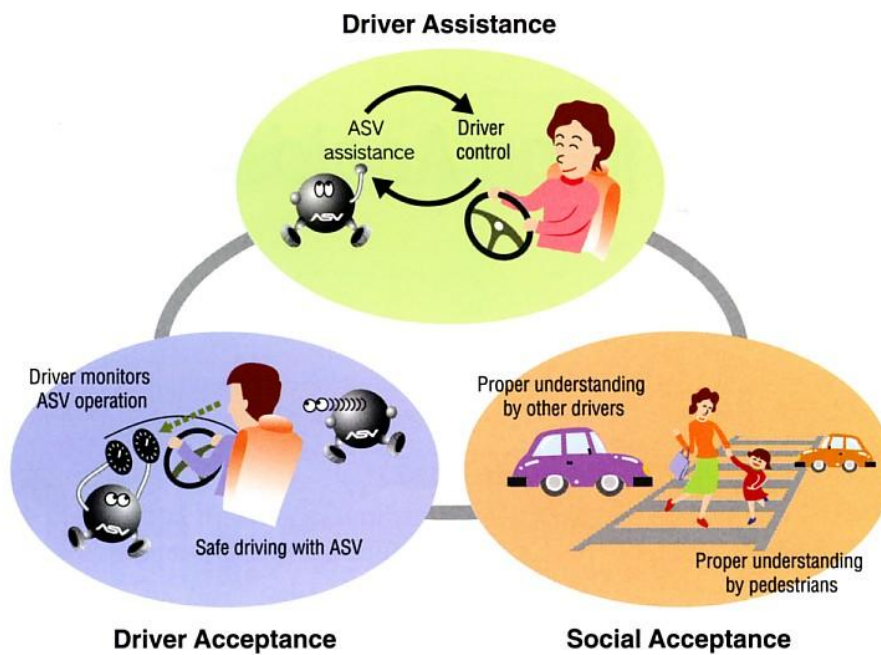 Driver Assistance
ASV
assistance
Driver
control
ASV
Driver monitors
ASV operation
ASV
ASV
Safe driving with ASV
Proper understanding
by other drivers
Proper understanding
by pedestrians
Driver Acceptance
Social Acceptance